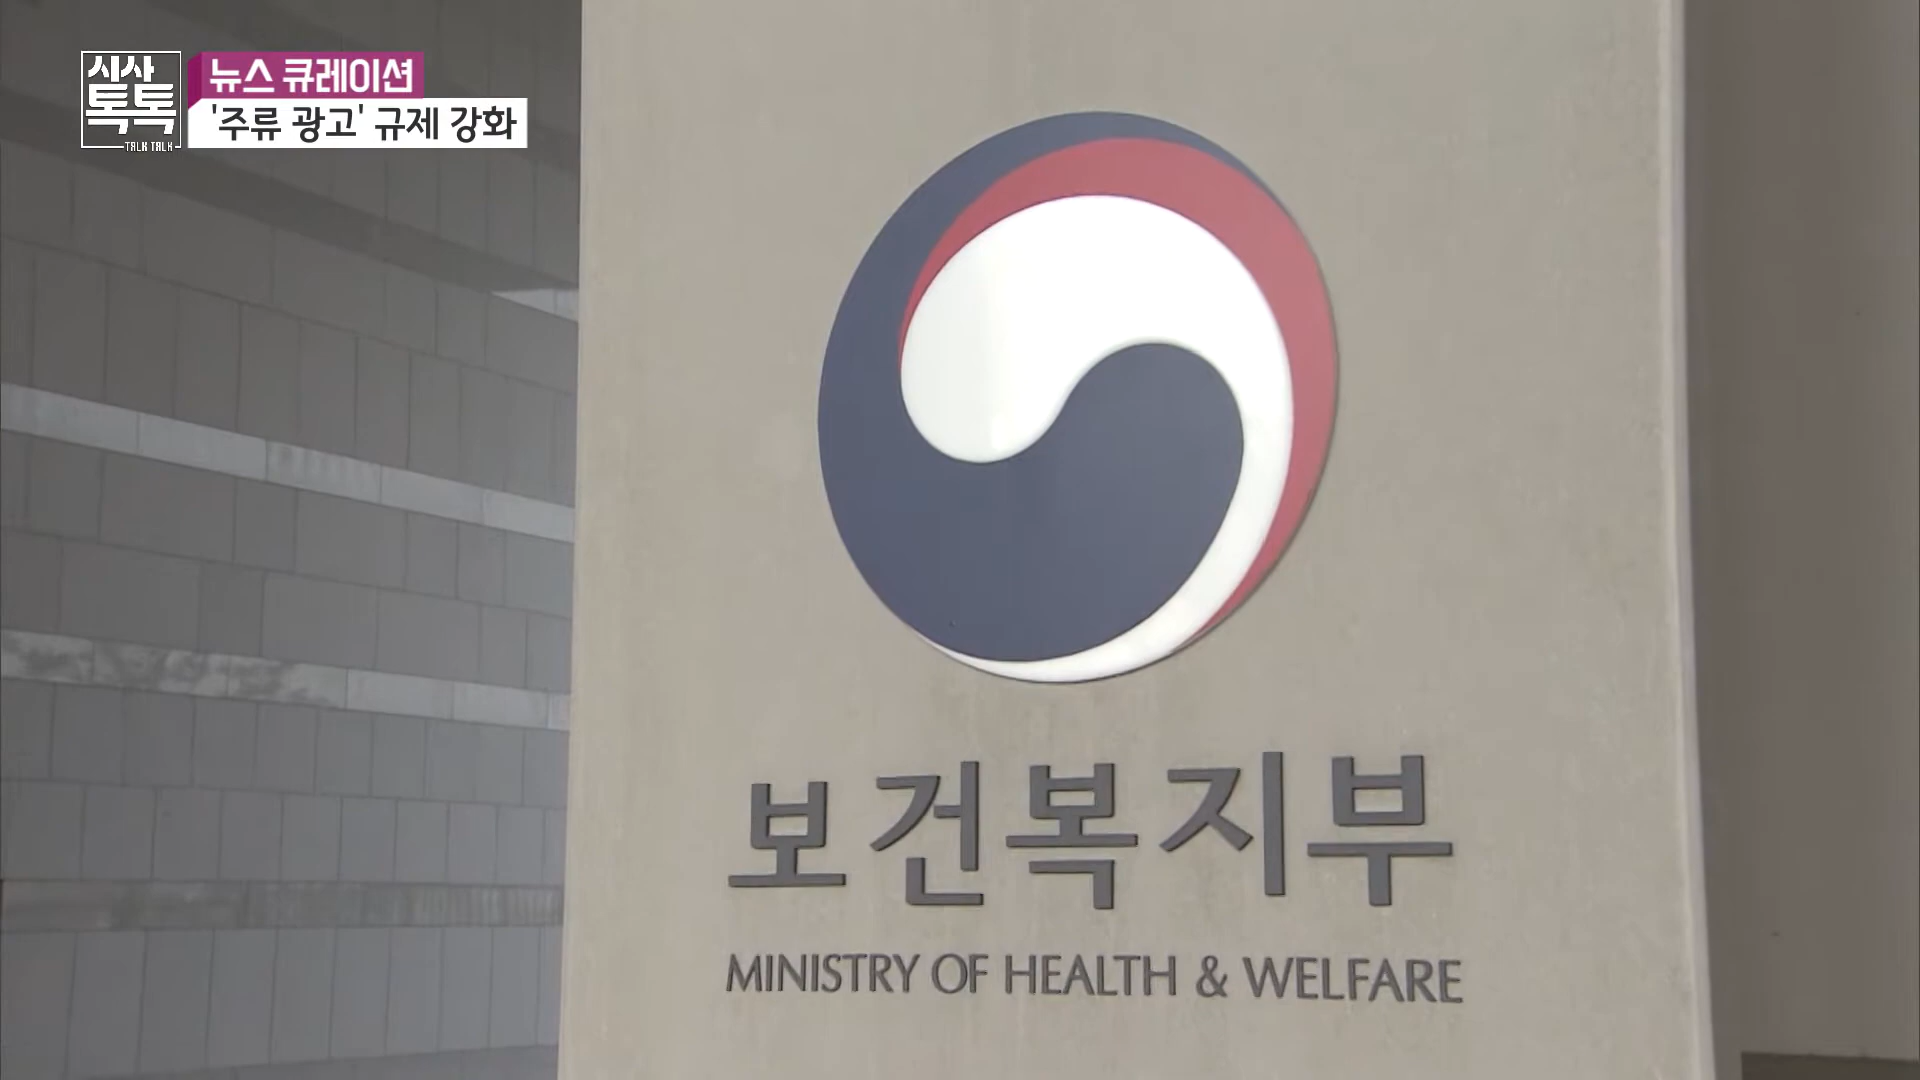 시사
톡톡
TALK TALK
뉴스 큐레이션
'주류 광고' 규제 강화
보건복지부
MINISTRY OF HEALTH & WELFARE